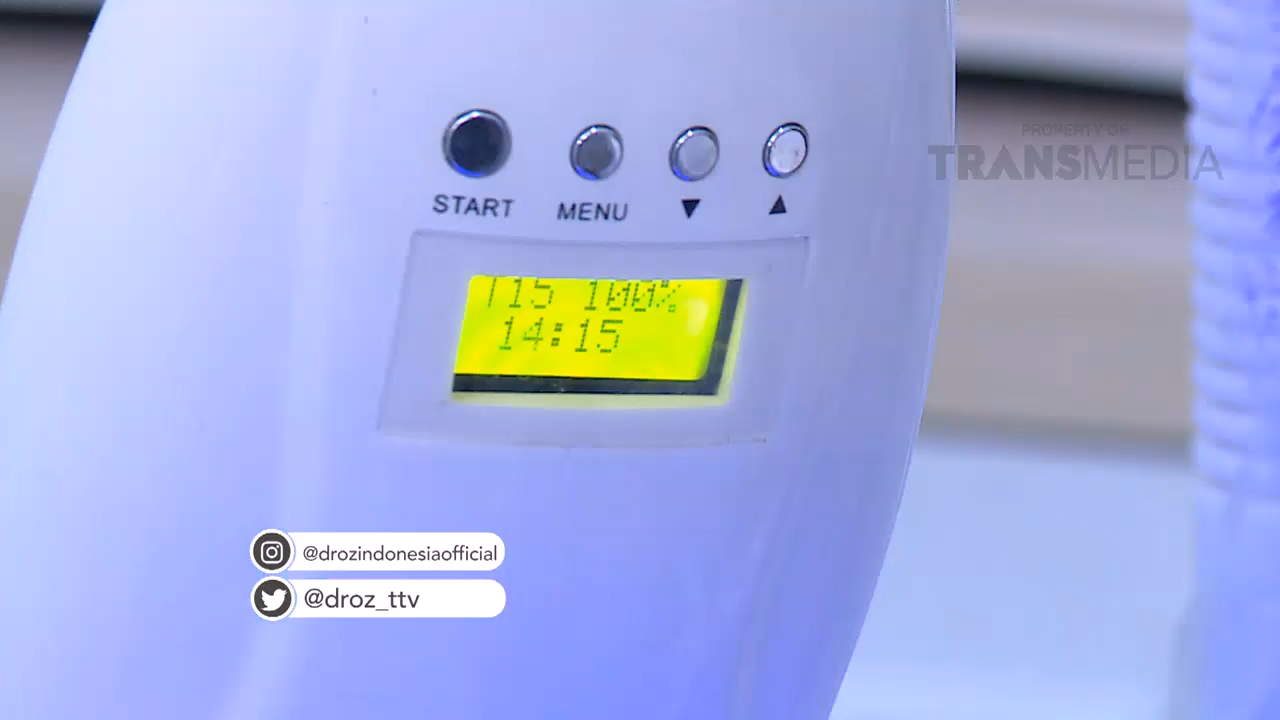 PROPERTY OF
TRANSMEDIA
START MENU ▼ ▲
T15 100%
14:15
@drozindonesiaofficial
@droz_ttv